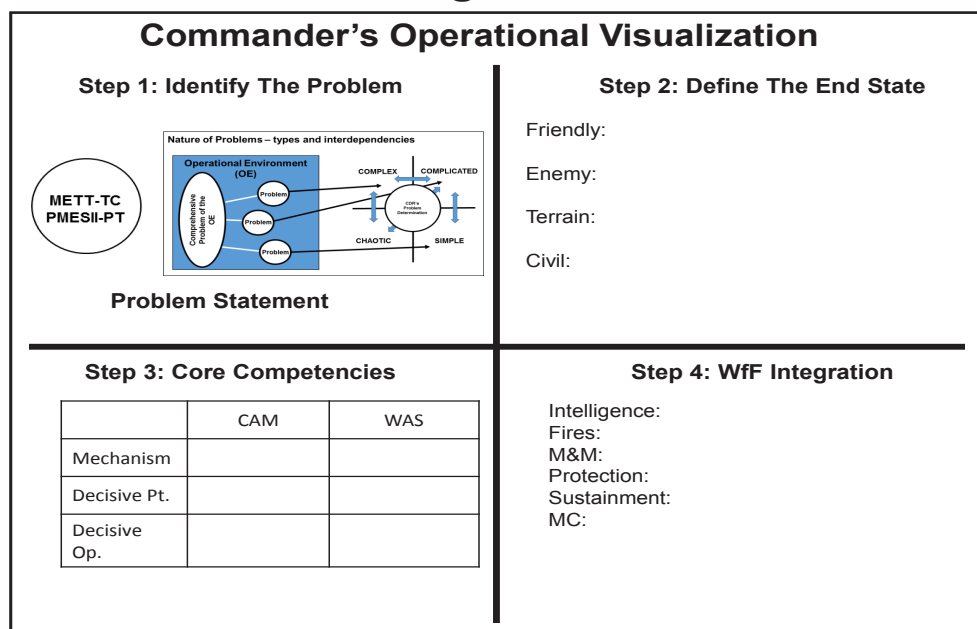 Commander's Operational Visualization
Step 1: Identify The Problem
METT-TC
PMESII-PT
Nature of Problems – types and interdependencies
Operational Environment
(OE)
Comprehensive
Problem of the
OE
Problem
Problem
Problem
COMPLEX
COMPLICATED
CDR's
Problem
Determination
CHAOTIC
SIMPLE
Problem Statement
Step 2: Define The End State
Friendly:
Enemy:
Terrain:
Civil:
Step 3: Core Competencies
CAM WAS
Mechanism
Decisive Pt.
Decisive
Op.
Step 4: WfF Integration
Intelligence:
Fires:
M&M:
Protection:
Sustainment:
MC: